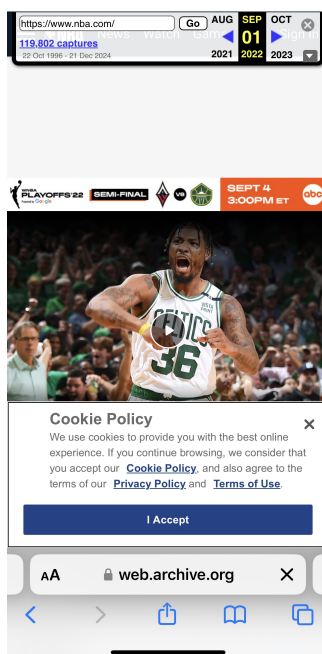 https://www.nba.com/
Go
AUG SEP OCT
01
119,802 captures
2021 2022 2023
22 Oct 1996 - 21 Dec 2024
News Watch
Sign In
WNBA
PLAYOFFS'22
Google
SEMI-FINAL
VS
SEPT 4
3:00PM ET
abc
CELTICS
36
Cookie Policy
We use cookies to provide you with the best online
experience. If you continue browsing, we consider that
you accept our Cookie Policy, and also agree to the
terms of our Privacy Policy and Terms of Use.
I Accept
AA
web.archive.org